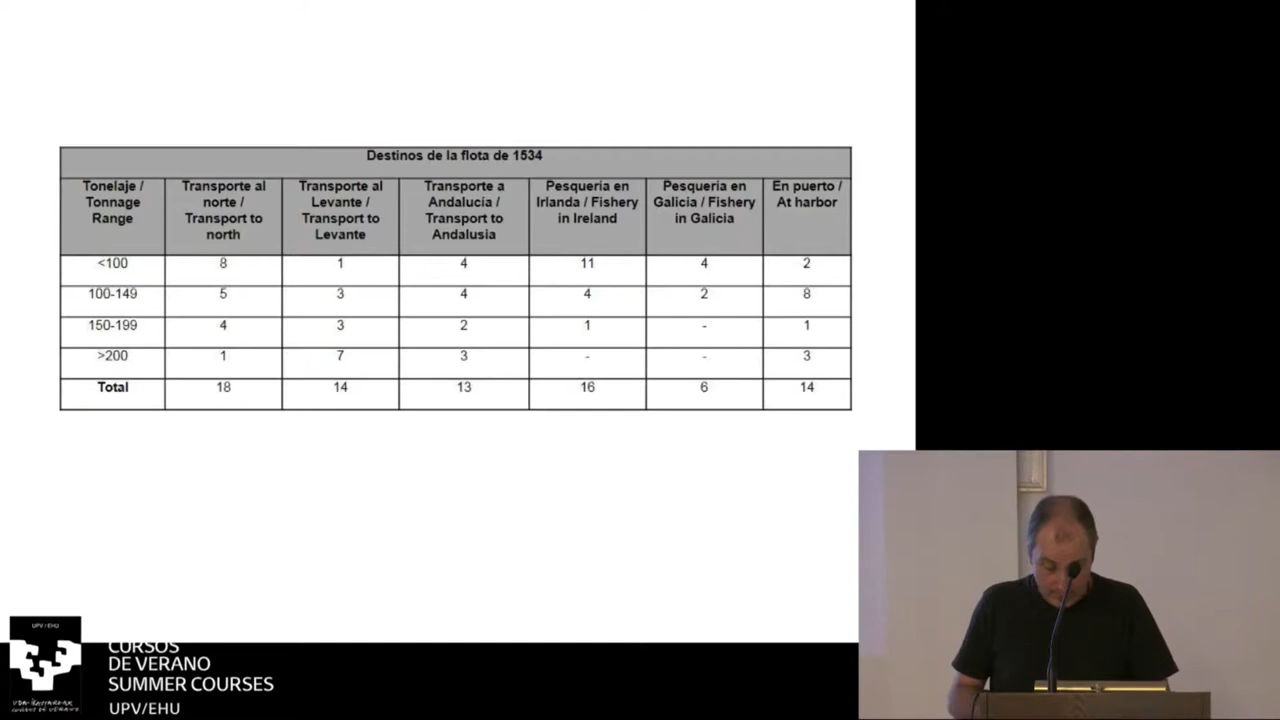 Destinos de la flota de 1534
Tonelaje / Tonnage Range
Transporte al norte / Transport to north
Transporte al Levante / Transport to Levante
Transporte a Andalucía / Transport to Andalusia
Pesquería en Irlanda / Fishery in Ireland
Pesquería en Galicia / Fishery in Galicia
En puerto / At harbor
<100 8 1 4 11 4 2
100-149 5 3 4 4 2 8
150-199 4 3 2 1 - 1
>200 1 7 3 - - 3
Total 18 14 13 16 6 14
UPV / EHU
CURSOS
DE VERANO
SUMMER COURSES
UPV/EHU